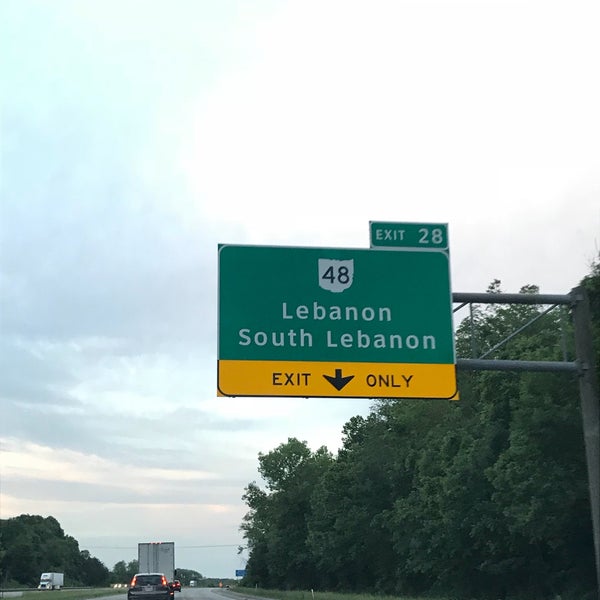 EXIT 28
48
Lebanon
South Lebanon
EXIT ONLY